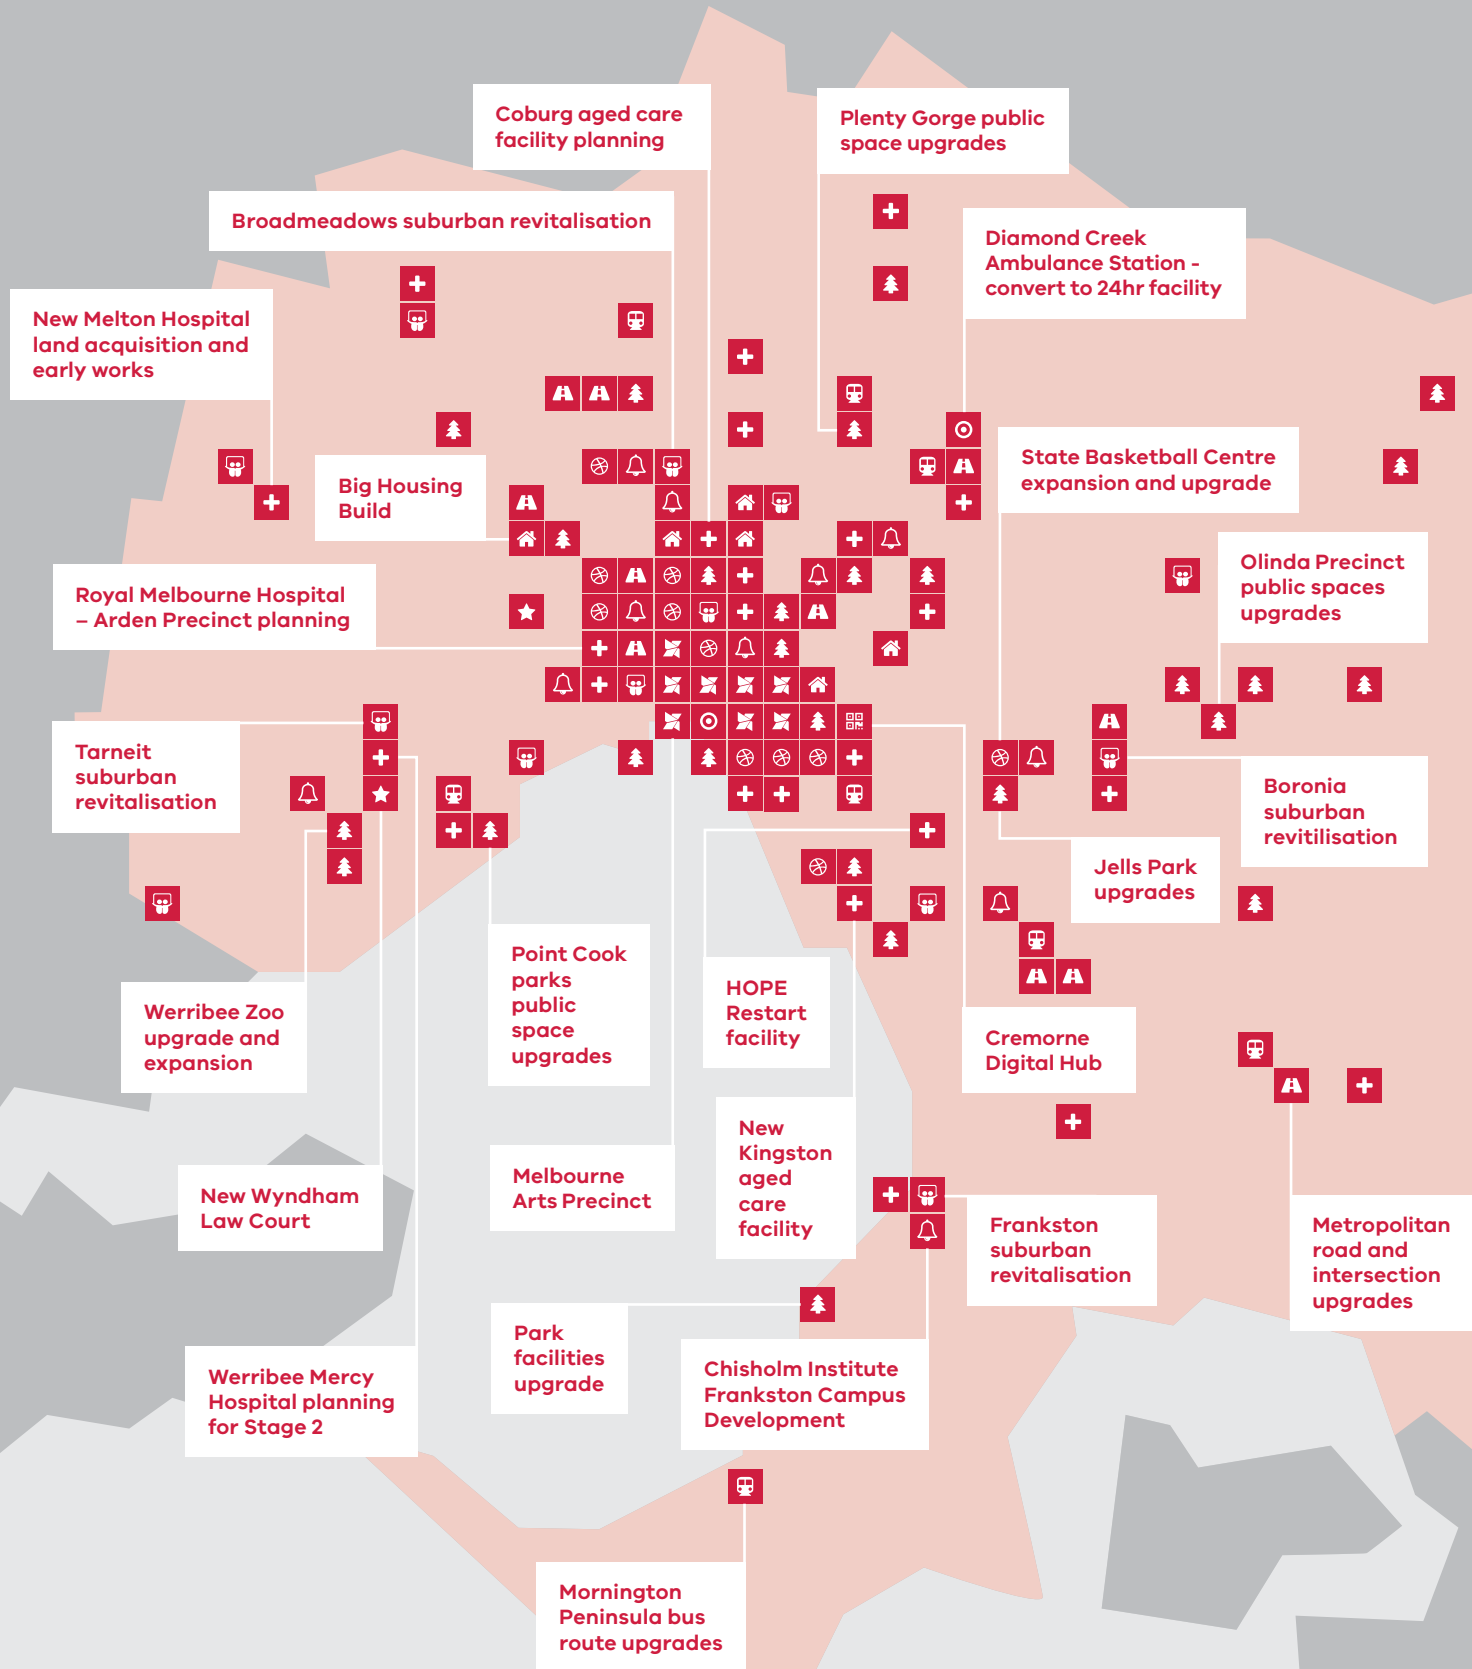 Coburg aged care
facility planning
Plenty Gorge public
space upgrades
Broadmeadows suburban revitalisation
Diamond Creek
Ambulance Station -
convert to 24hr facility
New Melton Hospital
land acquisition and
early works
State Basketball Centre
expansion and upgrade
Big Housing
Build
Olinda Precinct
public spaces
upgrades
Royal Melbourne Hospital
– Arden Precinct planning
Tarneit
suburban
revitalisation
Boronia
suburban
revitilisation
Jells Park
upgrades
Point Cook
parks
public
space
upgrades
HOPE
Restart
facility
Werribee Zoo
upgrade and
expansion
Cremorne
Digital Hub
New
Kingston
aged
care
facility
Melbourne
Arts Precinct
New Wyndham
Law Court
Frankston
suburban
revitalisation
Metropolitan
road and
intersection
upgrades
Park
facilities
upgrade
Chisholm Institute
Frankston Campus
Development
Werribee Mercy
Hospital planning
for Stage 2
Mornington
Peninsula bus
route upgrades